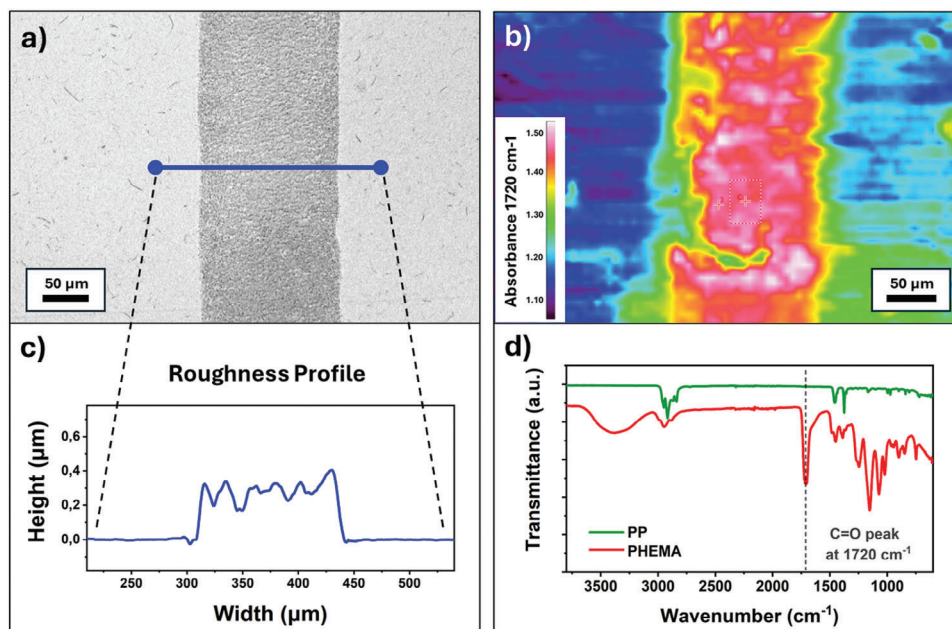 a)
50 µm
b)
Absorbance 1720 cm-1
1.50
1.40
1.30
1.20
1.10
50 µm
c)
Roughness Profile
Height (µm)
0,6
0,4
0,2
0,0
250
300
350
400
450
500
Width (µm)
d)
Transmittance (a.u.)
PP
PHEMA
C=O peak
at 1720 cm⁻¹
3500
3000
2500
2000
1500
1000
Wavenumber (cm⁻¹)